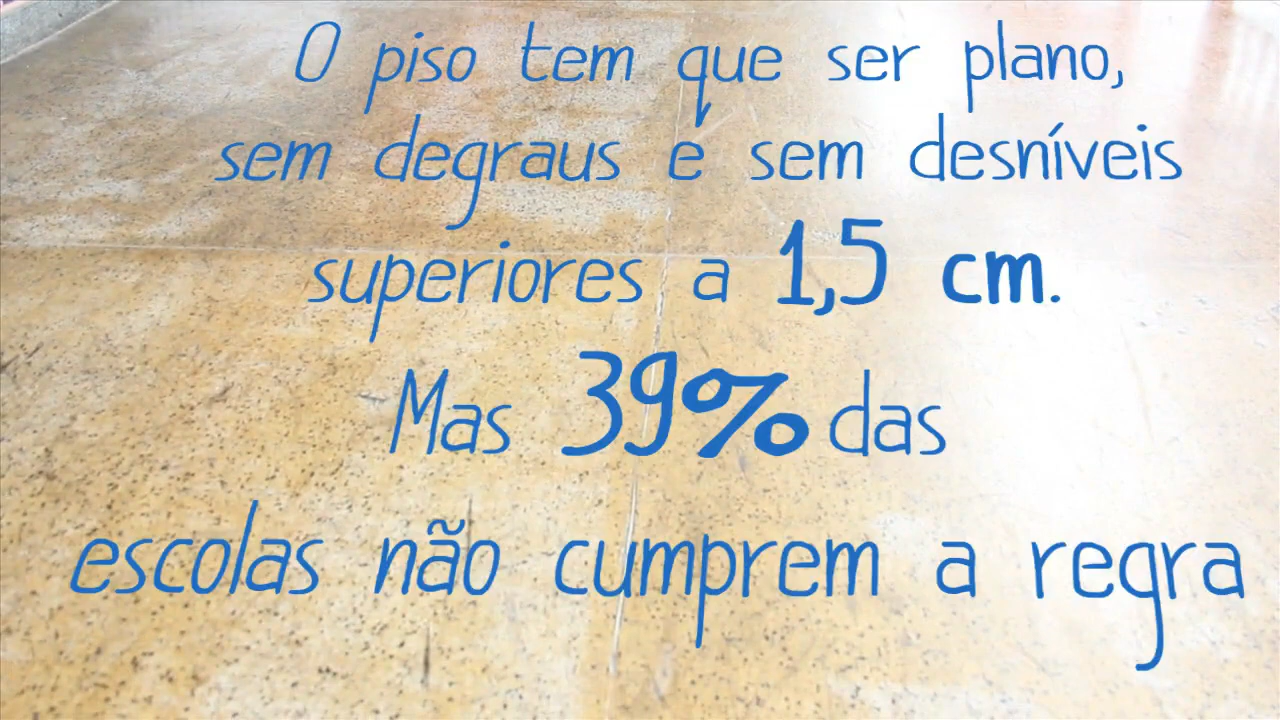 O piso tem que ser plano,
sem degraus e sem desníveis
superiores a 1,5 cm.
Mas 39% das
escolas não cumprem a regra